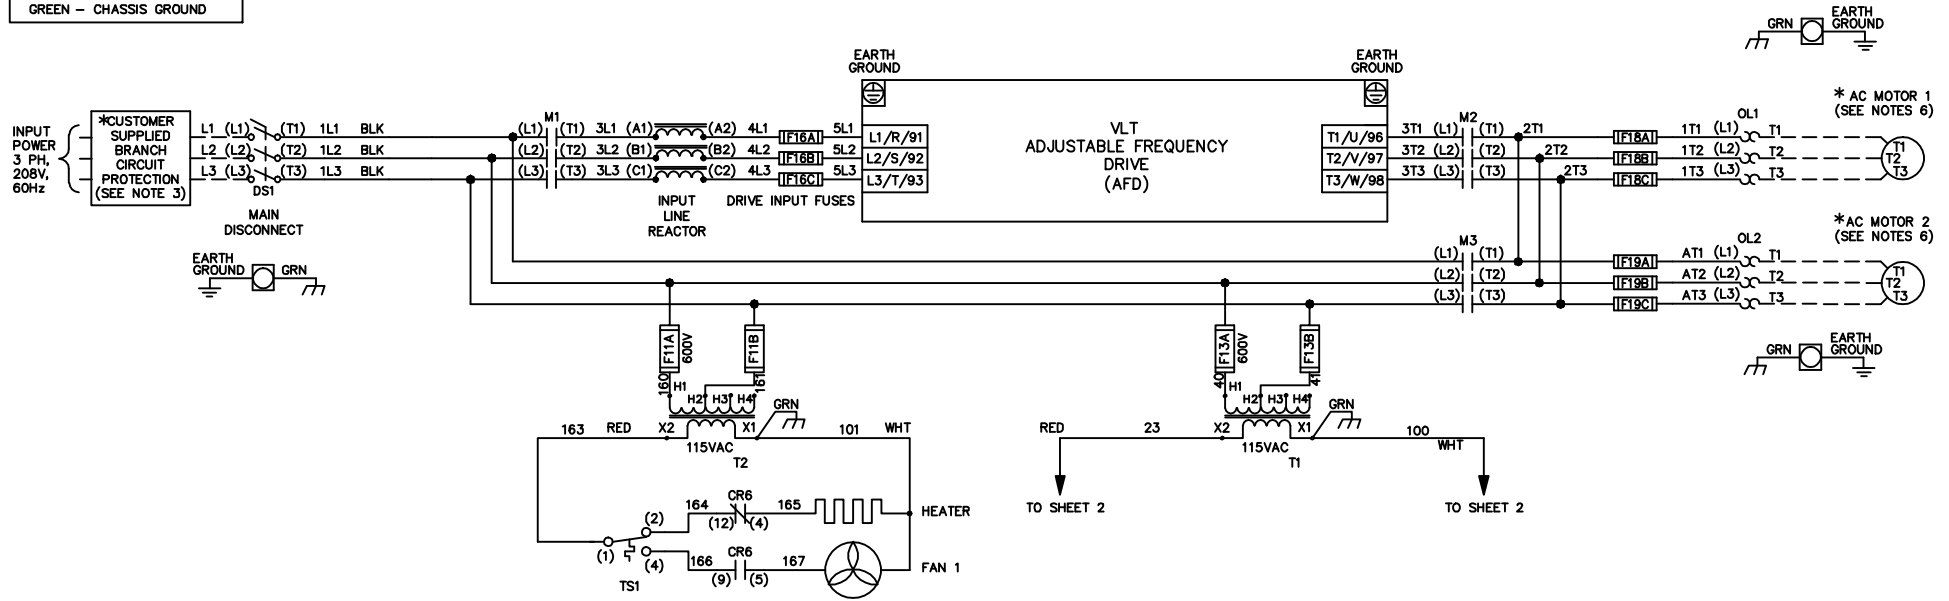 GREEN – CHASSIS GROUND
GRN
EARTH
GROUND
EARTH
GROUND
EARTH
GROUND
INPUT
POWER
3 PH,
208V,
60Hz
*CUSTOMER
SUPPLIED
BRANCH
CIRCUIT
PROTECTION
(SEE NOTE 3)
L1 (L1) (T1) 1L1 BLK
L2 (L2) (T2) 1L2 BLK
L3 (L3) (T3) 1L3 BLK
DS1
MAIN
DISCONNECT
M1
(L1) (T1) 3L1 (A1) (A2) 4L1 F16A 5L1 L1/R/91
(L2) (T2) 3L2 (B1) (B2) 4L2 F16B 5L2 L2/S/92
(L3) (T3) 3L3 (C1) (C2) 4L3 F16C 5L3 L3/T/93
INPUT
LINE
REACTOR
DRIVE INPUT FUSES
VLT
ADJUSTABLE FREQUENCY
DRIVE
(AFD)
M2
T1/U/96 3T1 (L1) (T1) 2T1 F18A 1T1 (L1) T1
T2/V/97 3T2 (L2) (T2) 2T2 F18B 1T2 (L2) T2
T3/W/98 3T3 (L3) (T3) 2T3 F18C 1T3 (L3) T3
OL1
* AC MOTOR 1
(SEE NOTES 6)
T1
T2
T3
EARTH
GROUND
GRN
M3
(L1) (T1) F19A AT1 (L1) T1
(L2) (T2) F19B AT2 (L2) T2
(L3) (T3) F19C AT3 (L3) T3
OL2
*AC MOTOR 2
(SEE NOTES 6)
T1
T2
T3
GRN
EARTH
GROUND
F11A
600V
F11B
160
161
H1
H2
H3
H4
GRN
163 RED X2 X1 101 WHT
115VAC
T2
F13A
600V
F13B
40
41
H1
H2
H3
H4
GRN
RED 23 X2 X1 100
WHT
115VAC
T1
TO SHEET 2
TO SHEET 2
164 CR6 165
(2)
(12) (4)
HEATER
(1)
(4)
TS1
166 CR6 167
(9) (5)
FAN 1